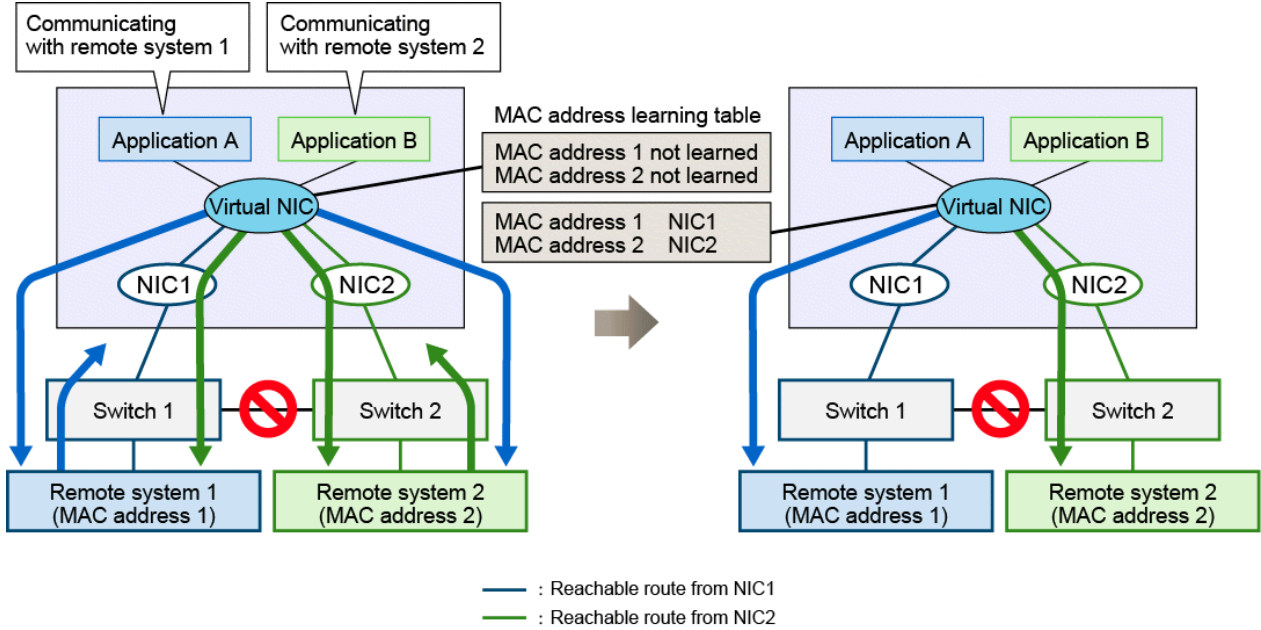 Communicating
with remote system 1
Communicating
with remote system 2
MAC address learning table
Application A
Application B
MAC address 1 not learned
MAC address 2 not learned
Virtual NIC
MAC address 1 NIC1
MAC address 2 NIC2
NIC1
NIC2
Switch 1
Switch 2
Remote system 1
(MAC address 1)
Remote system 2
(MAC address 2)
Application A
Application B
Virtual NIC
NIC1
NIC2
Switch 1
Switch 2
Remote system 1
(MAC address 1)
Remote system 2
(MAC address 2)
: Reachable route from NIC1
: Reachable route from NIC2